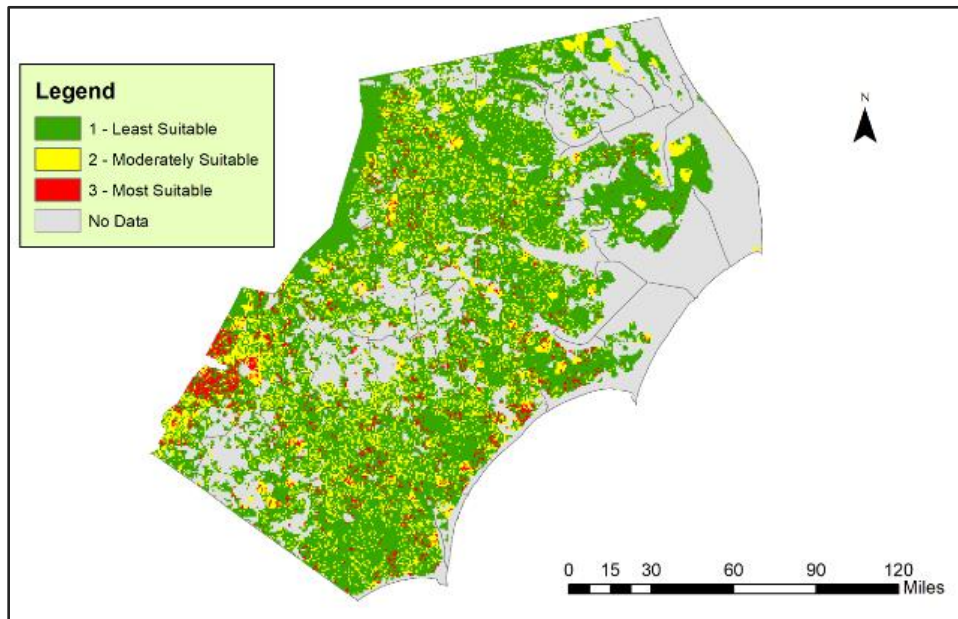 Legend
1 - Least Suitable
2 - Moderately Suitable
3 - Most Suitable
No Data
N
0 15 30 60 90 120
Miles